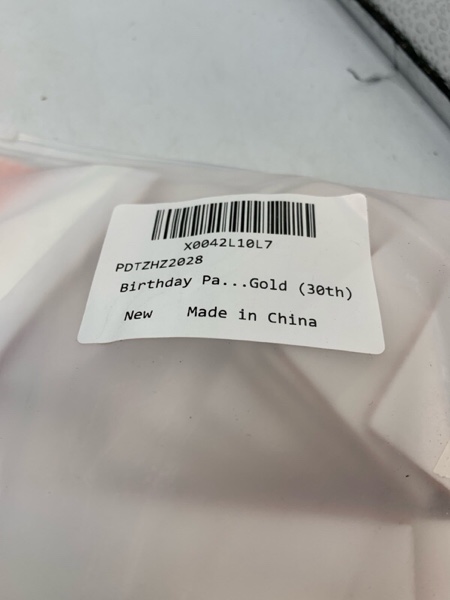 X0042L10L7
PDTZHZ2028
Birthday Pa...Gold (30th)
New Made in China